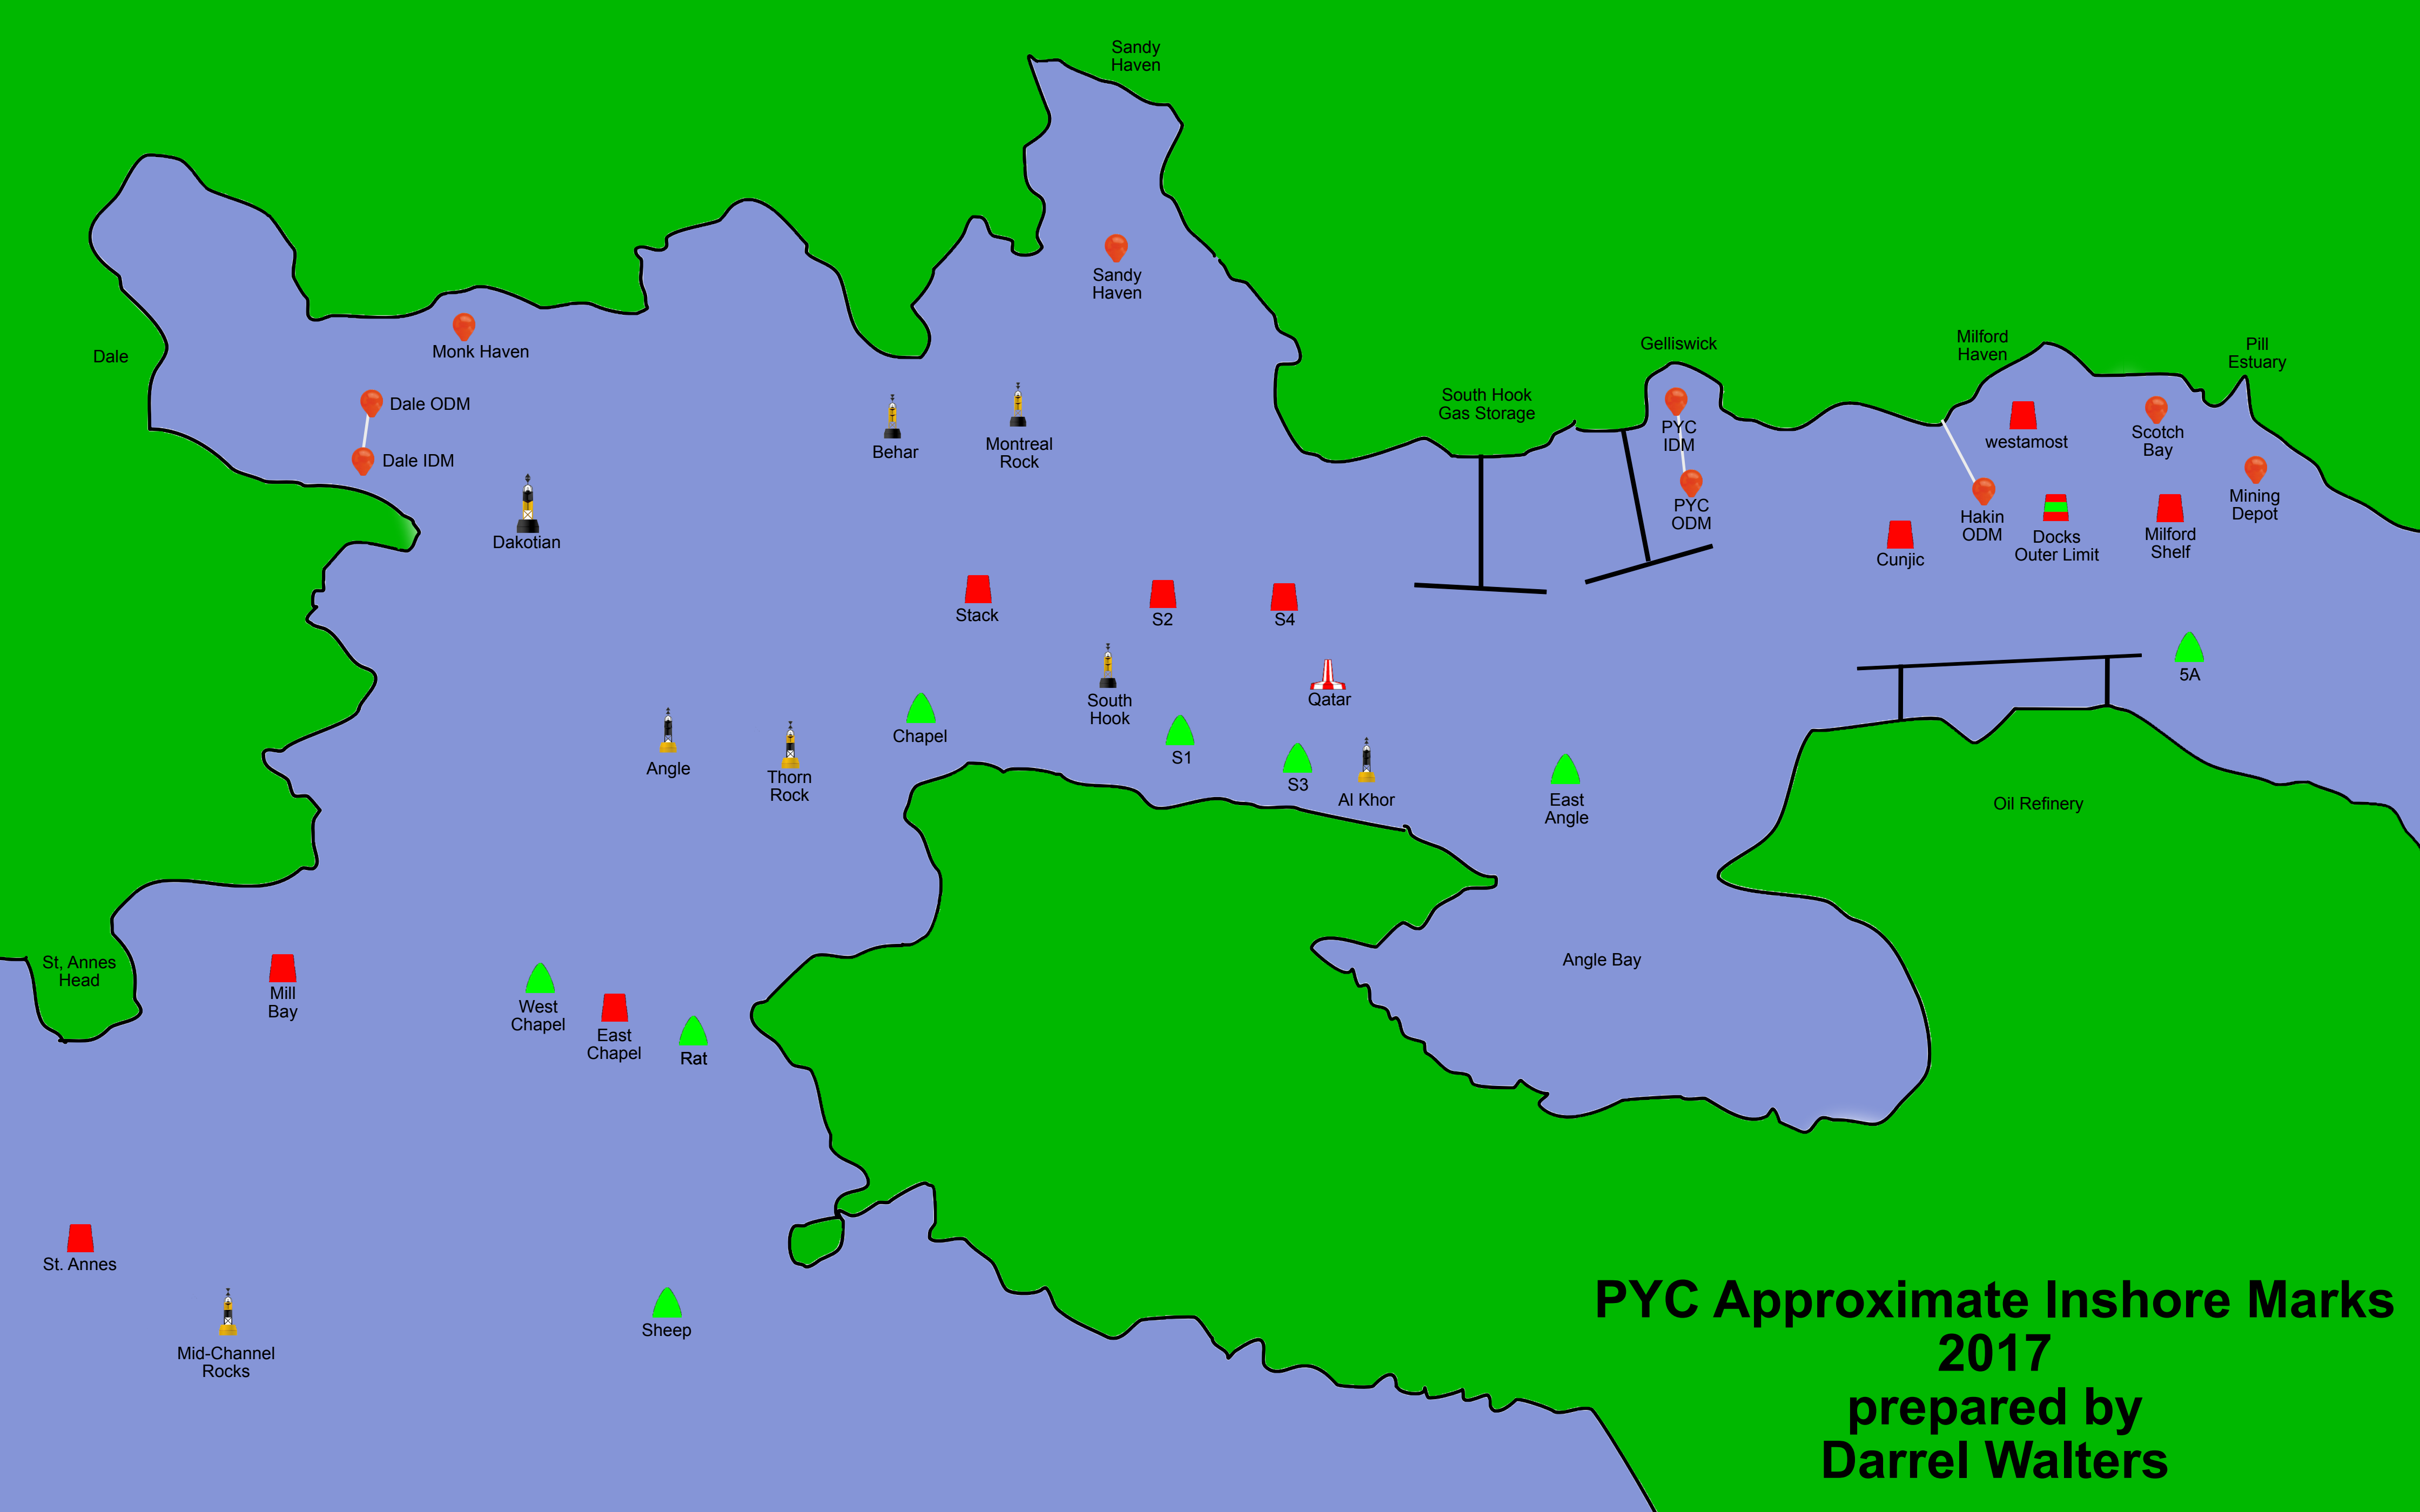 Sandy
Haven
Sandy
Haven
Dale
Monk Haven
Dale ODM
Dale IDM
Dakotian
Behar
Montreal
Rock
South Hook
Gas Storage
Gelliswick
PYC
IDM
PYC
ODM
Milford
Haven
Pill
Estuary
westamost
Scotch
Bay
Mining
Depot
Hakin
ODM
Docks
Outer Limit
Milford
Shelf
Cunjic
Stack
S2
S4
South
Hook
Qatar
5A
Chapel
S1
S3
Al Khor
Angle
Thorn
Rock
East
Angle
Oil Refinery
Angle Bay
St, Annes
Head
Mill
Bay
West
Chapel
East
Chapel
Rat
St. Annes
Mid-Channel
Rocks
Sheep
PYC Approximate Inshore Marks
2017
prepared by
Darrel Walters